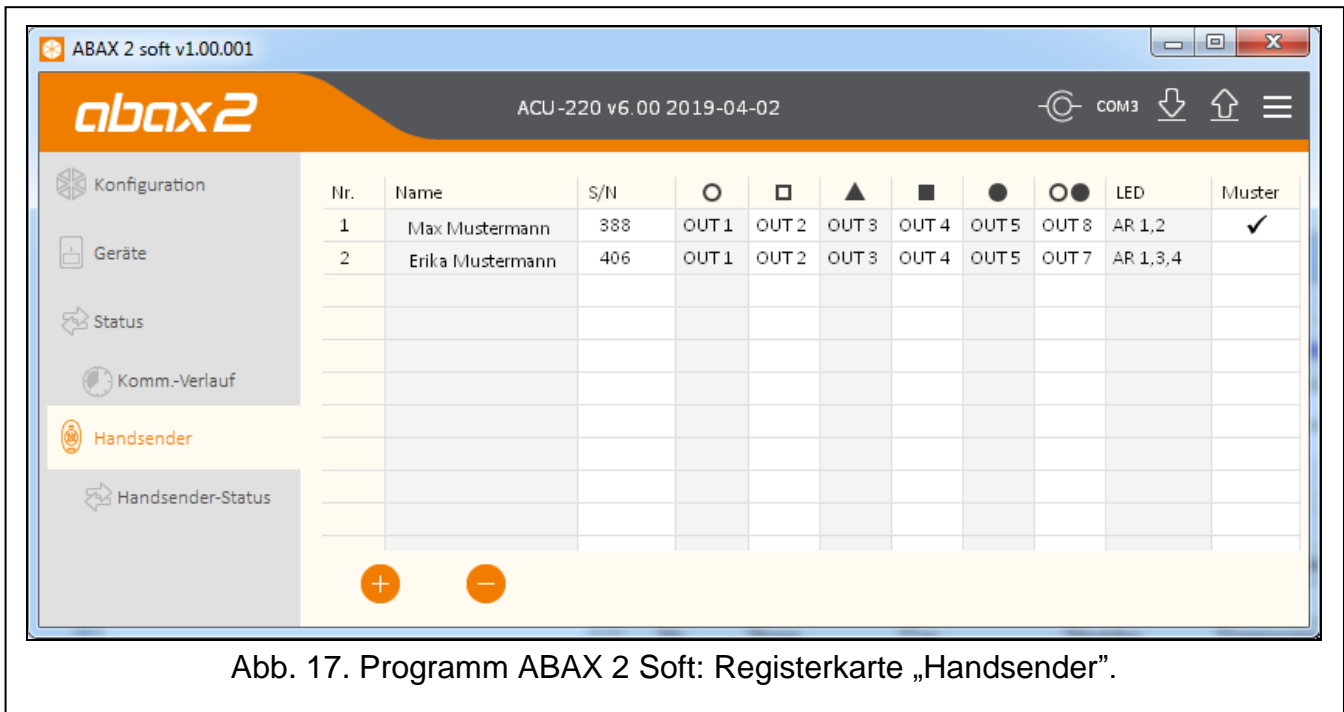 ABAX 2 soft v1.00.001
abax2
ACU-220 v6.00 2019-04-02
COM3
Konfiguration
Geräte
Status
Komm.-Verlauf
Handsender
Handsender-Status
Nr. Name S/N LED Muster
1 Max Mustermann 388 OUT 1 OUT 2 OUT 3 OUT 4 OUT 5 OUT 8 AR 1,2 ✓
2 Erika Mustermann 406 OUT 1 OUT 2 OUT 3 OUT 4 OUT 5 OUT 7 AR 1,3,4
Abb. 17. Programm ABAX 2 Soft: Registerkarte „Handsender”.